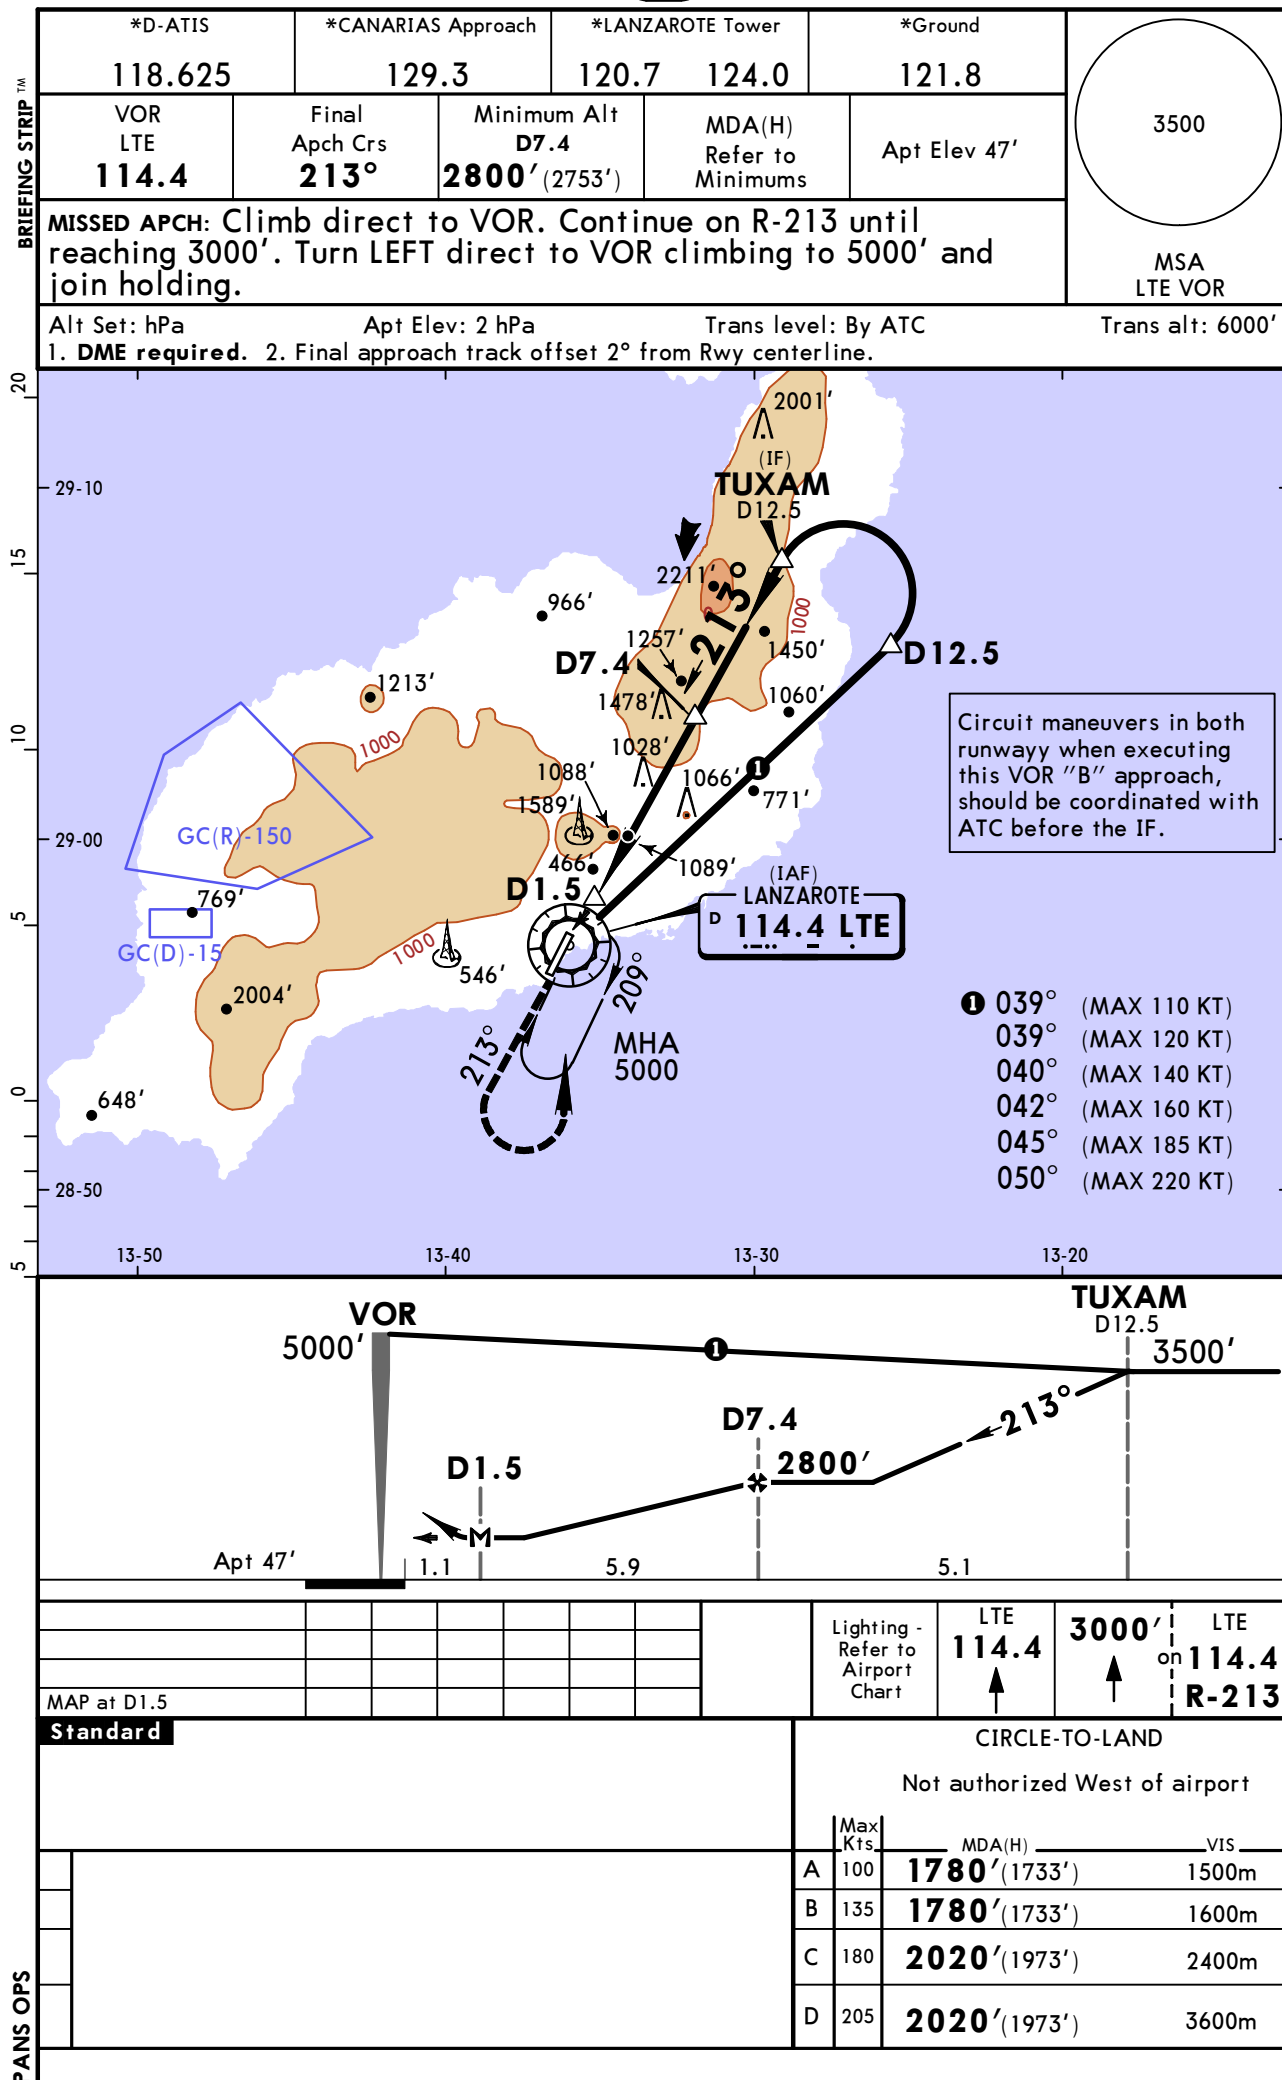 *D-ATIS
118.625
*CANARIAS Approach
129.3
*LANZAROTE Tower
120.7 124.0
*Ground
121.8
BRIEFING STRIP TM
VOR
LTE
114.4
Final
Apch Crs
213°
Minimum Alt
D7.4
2800' (2753')
MDA(H)
Refer to
Minimums
Apt Elev 47'
3500
MSA
LTE VOR
MISSED APCH: Climb direct to VOR. Continue on R-213 until
reaching 3000'. Turn LEFT direct to VOR climbing to 5000' and
join holding.
Alt Set: hPa Apt Elev: 2 hPa Trans level: By ATC Trans alt: 6000'
1. DME required. 2. Final approach track offset 2° from Rwy centerline.
20
15
10
5
0
5
29-10
29-00
28-50
13-50
13-40
13-30
13-20
2001'
(IF)
TUXAM
D12.5
2211'
213°
1000
966'
1257'
1450'
D7.4
D12.5
1213'
1478'
1060'
1000
1028'
1088'
1066'
1
771'
1589'
Circuit maneuvers in both
runwayy when executing
this VOR "B" approach,
should be coordinated with
ATC before the IF.
GC(R)-150
466'
1089'
D1.5
(IAF)
LANZAROTE
D 114.4 LTE
769'
GC(D)-15
1000
546'
2004'
209°
213°
MHA
5000
648'
1 039° (MAX 110 KT)
039° (MAX 120 KT)
040° (MAX 140 KT)
042° (MAX 160 KT)
045° (MAX 185 KT)
050° (MAX 220 KT)
VOR
5000'
1
TUXAM
D12.5
3500'
213°
D7.4
2800'
D1.5
M
Apt 47'
1.1
5.9
5.1
MAP at D1.5
Lighting -
Refer to
Airport
Chart
LTE
114.4
3000'
on
LTE
114.4
R-213
Standard
CIRCLE-TO-LAND
Not authorized West of airport
Max
Kts
MDA(H)
VIS
A 100 1780'(1733') 1500m
B 135 1780'(1733') 1600m
C 180 2020'(1973') 2400m
D 205 2020'(1973') 3600m
PANS OPS